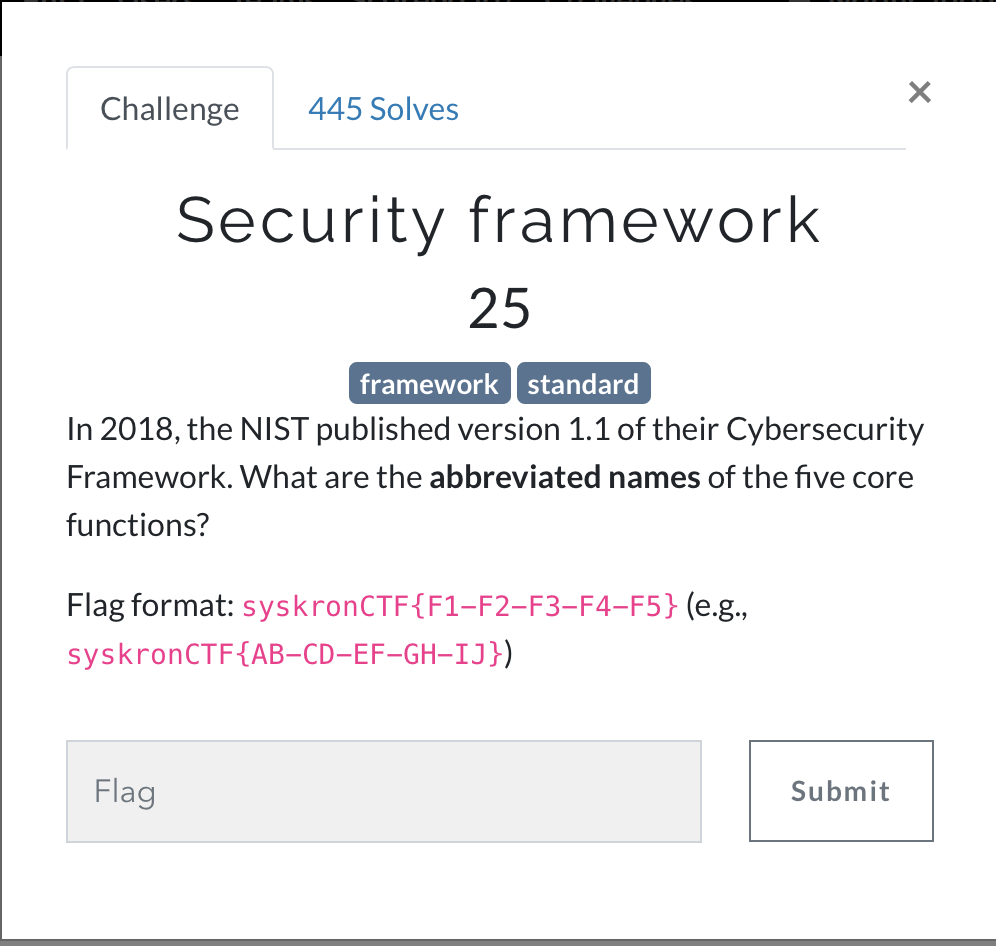 Challenge
445 Solves
×
Security framework
25
framework standard
In 2018, the NIST published version 1.1 of their Cybersecurity
Framework. What are the abbreviated names of the five core
functions?
Flag format: syskronCTF{F1-F2-F3-F4-F5} (e.g.,
syskronCTF{AB-CD-EF-GH-IJ})
Flag
Submit